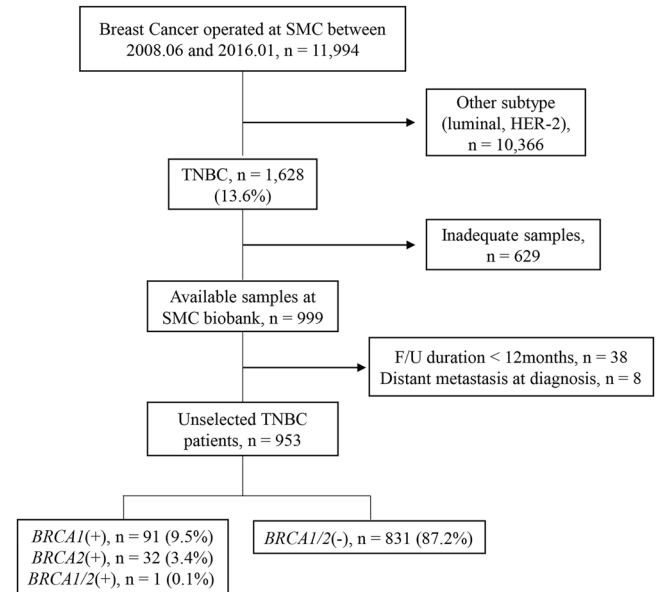 Breast Cancer operated at SMC between
2008.06 and 2016.01, n = 11,994
Other subtype
(luminal, HER-2),
n = 10,366
TNBC, n = 1,628
(13.6%)
Inadequate samples,
n = 629
Available samples at
SMC biobank, n = 999
F/U duration < 12months, n = 38
Distant metastasis at diagnosis, n = 8
Unselected TNBC
patients, n = 953
BRCA1(+), n = 91 (9.5%)
BRCA2(+), n = 32 (3.4%)
BRCA1/2(+), n = 1 (0.1%)
BRCA1/2(-), n = 831 (87.2%)